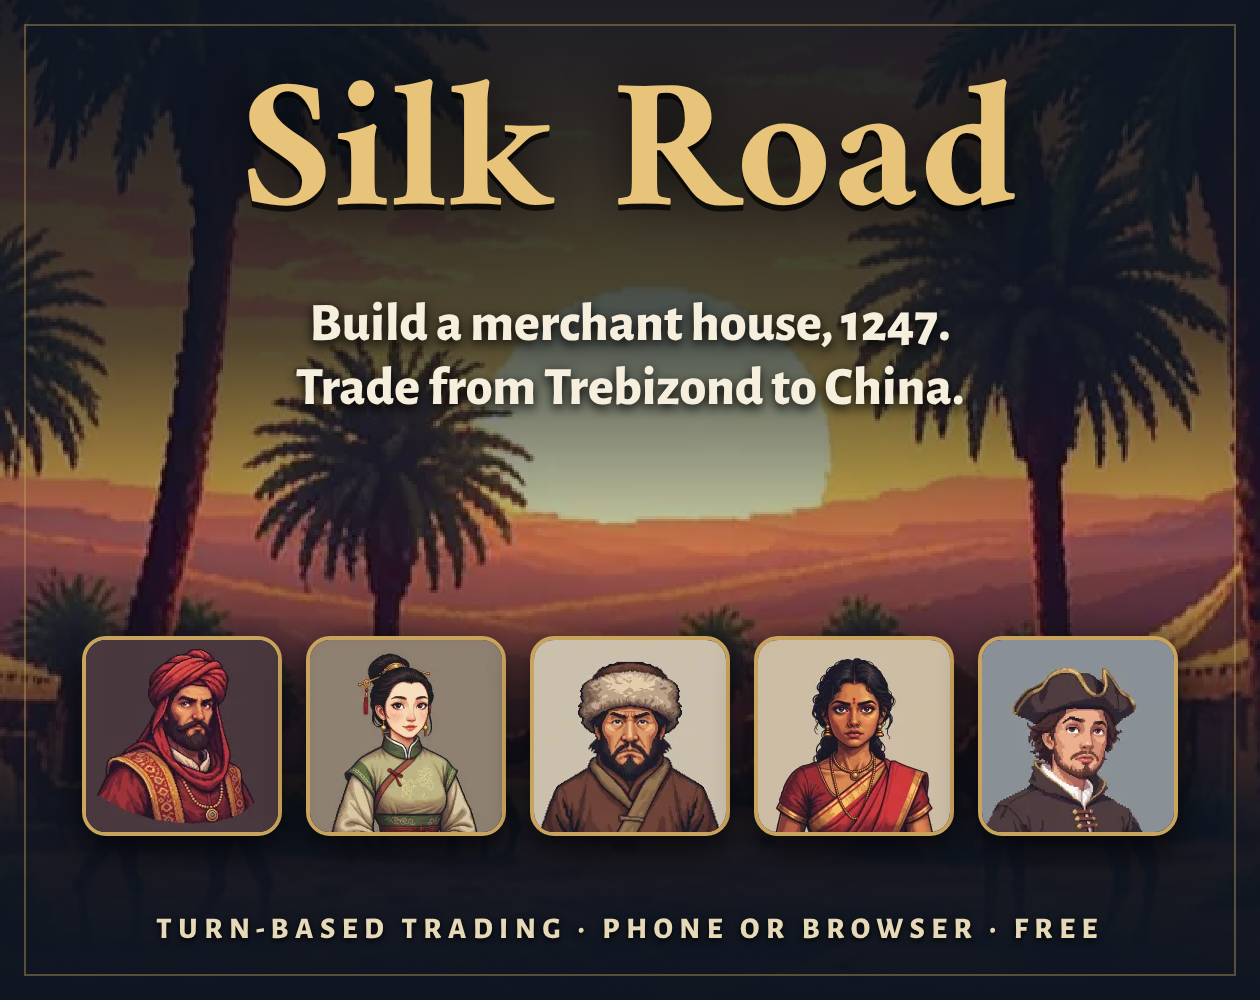 Silk Road
Build a merchant house, 1247.
Trade from Trebizond to China.
TURN-BASED TRADING · PHONE OR BROWSER · FREE